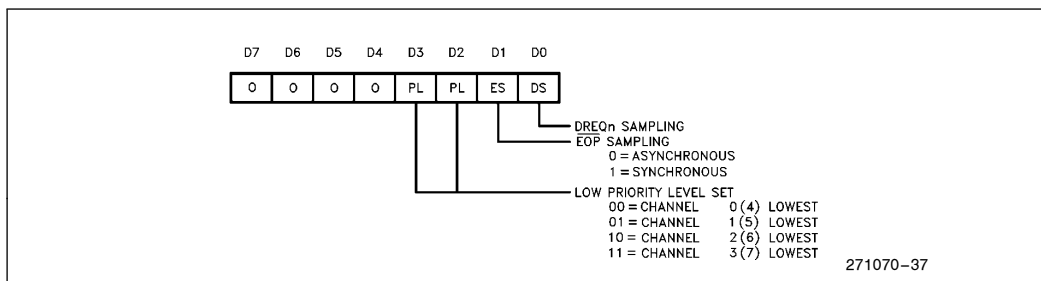 D7 D6 D5 D4 D3 D2 D1 D0
0 0 0 0 PL PL ES DS
DREQn SAMPLING
EOP SAMPLING
0 = ASYNCHRONOUS
1 = SYNCHRONOUS
LOW PRIORITY LEVEL SET
00 = CHANNEL 0(4) LOWEST
01 = CHANNEL 1(5) LOWEST
10 = CHANNEL 2(6) LOWEST
11 = CHANNEL 3(7) LOWEST
271070–37